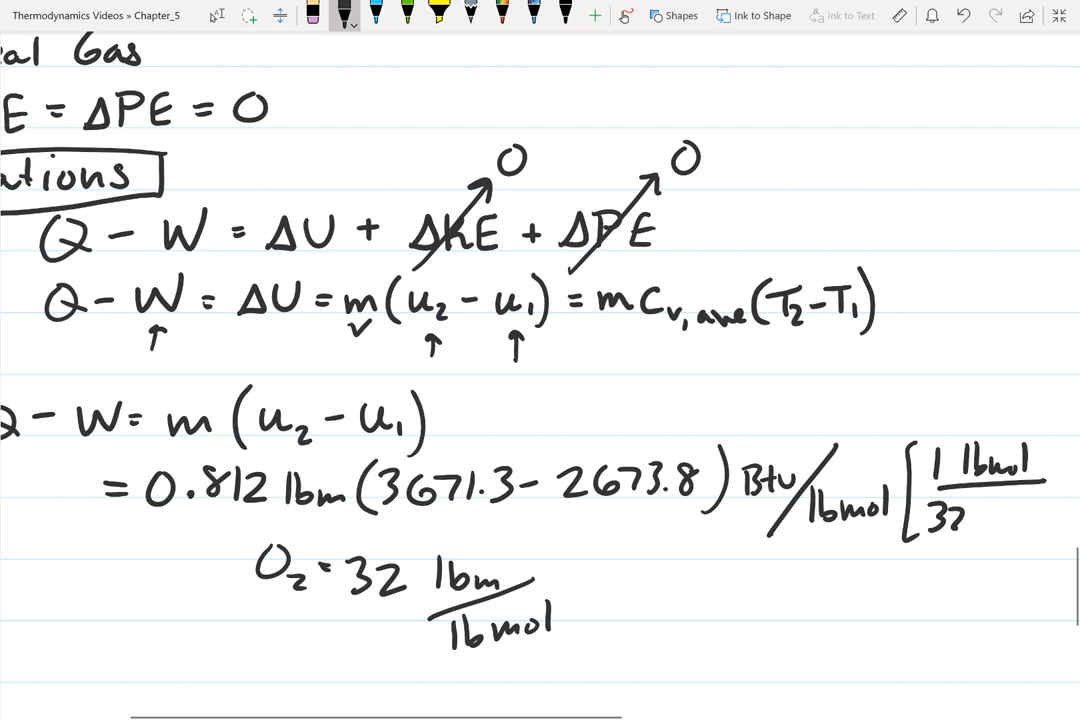 Thermodynamics Videos » Chapter_5 Shapes Ink to Shape Ink to Text
al Gas
E = ΔPE = 0
ations
0 0
Q - W = ΔU + ΔKE + ΔPE
Q - W = ΔU = m(u₂ - u₁) = mCv,ave(T₂-T₁)
Q - W = m(u₂ - u₁)
= 0.812 lbm(3671.3 - 2673.8) Btu/lbmol [1 lbmol/32
O₂ = 32 lbm/lbmol